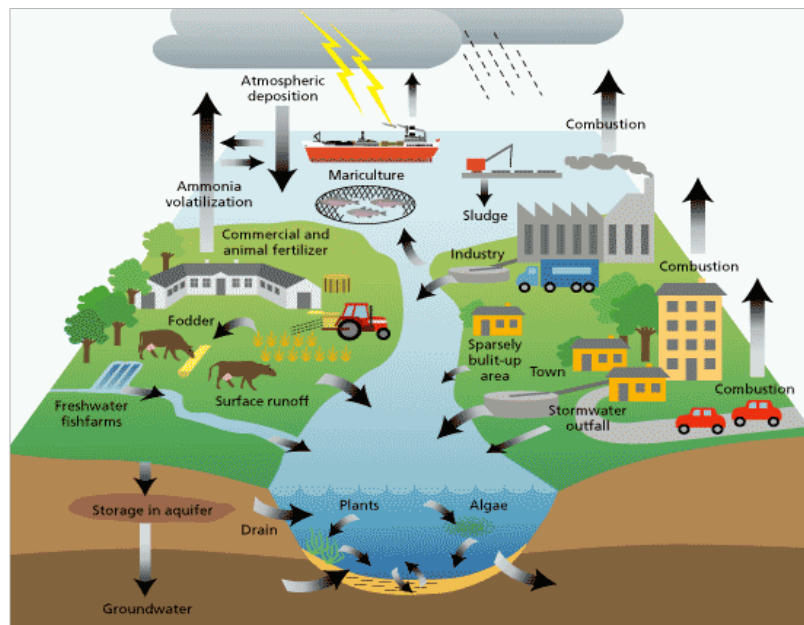 Atmospheric
deposition
Combustion
Mariculture
Ammonia
volatilization
Sludge
Commercial and
animal fertilizer
Industry
Combustion
Fodder
Sparsely
bulit-up
area
Town
Combustion
Freshwater
fishfarms
Surface runoff
Stormwater
outfall
Storage in aquifer
Plants
Algae
Drain
Groundwater